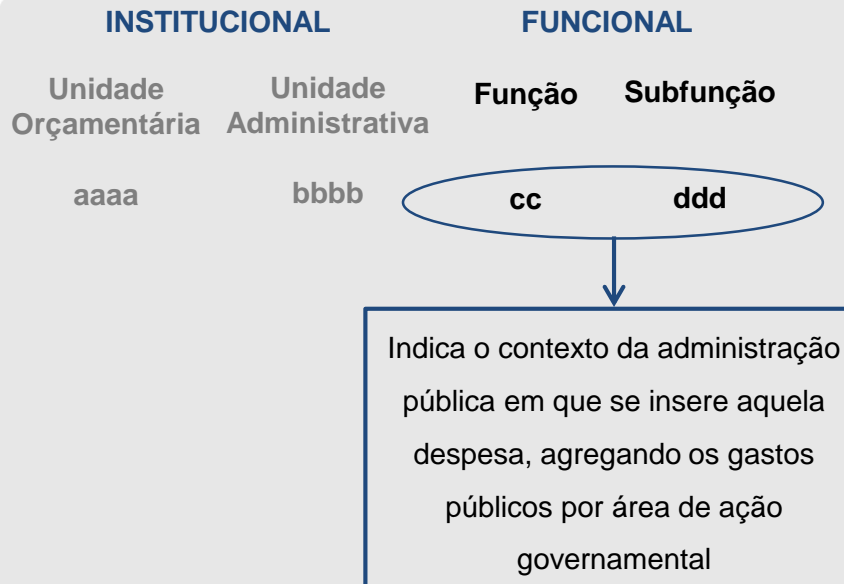 INSTITUCIONAL FUNCIONAL
Unidade Orçamentária
Unidade Administrativa
Função Subfunção
aaaa bbbb cc ddd
Indica o contexto da administração
pública em que se insere aquela
despesa, agregando os gastos
públicos por área de ação
governamental